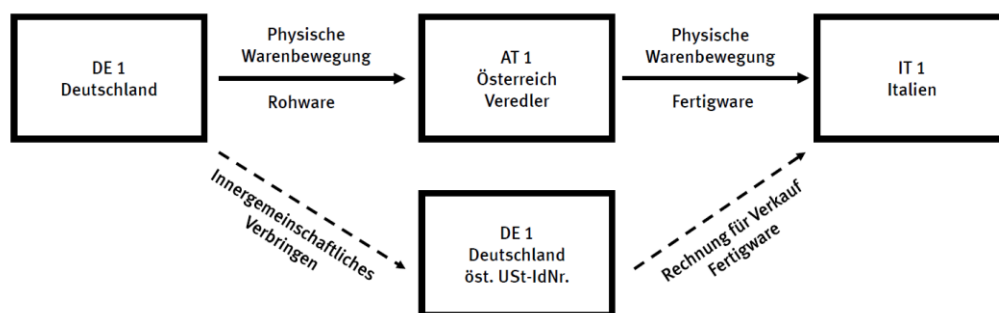 DE 1
Deutschland
Physische
Warenbewegung
Rohware
AT 1
Österreich
Veredler
Physische
Warenbewegung
Fertigware
IT 1
Italien
Innergemeinschaftliches
Verbringen
DE 1
Deutschland
öst. USt-IdNr.
Rechnung für Verkauf
Fertigware